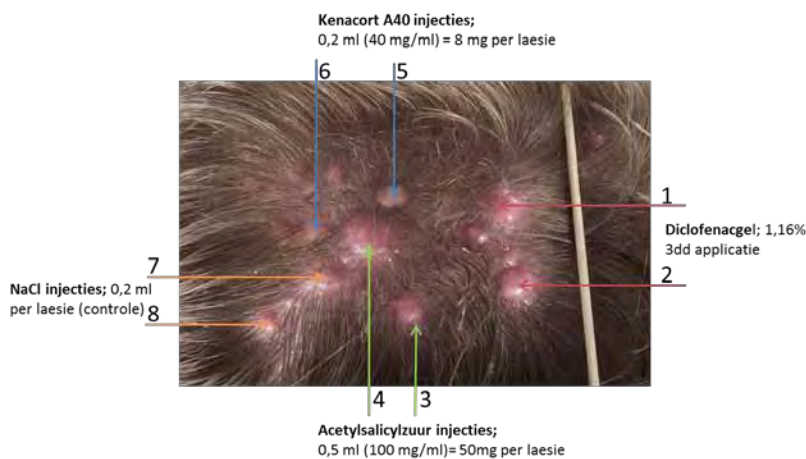 Kenacort A40 injecties;
0,2 ml (40 mg/ml) = 8 mg per laesie
6
5
1
Diclofenacgel; 1,16%
3dd applicatie
2
7
NaCl injecties; 0,2 ml
per laesie (controle)
8
4
3
Acetylsalicylzuur injecties;
0,5 ml (100 mg/ml)= 50mg per laesie